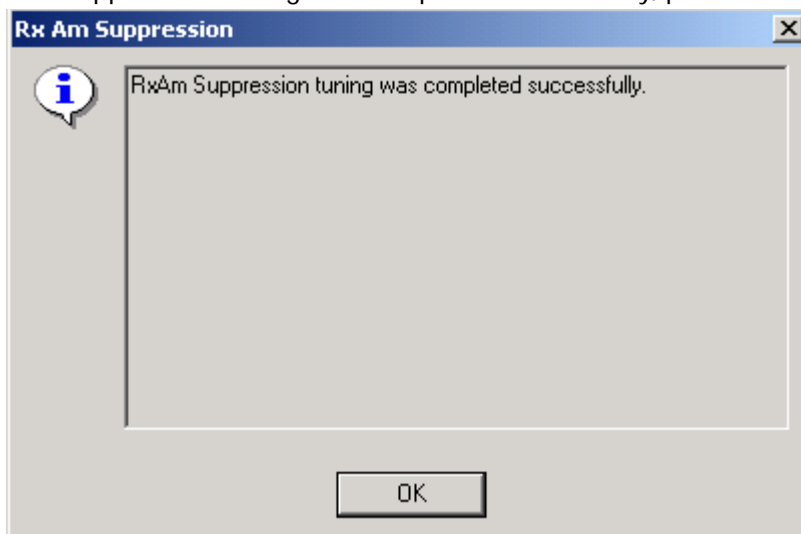 Rx Am Suppression
RxAm Suppression tuning was completed successfully.
OK